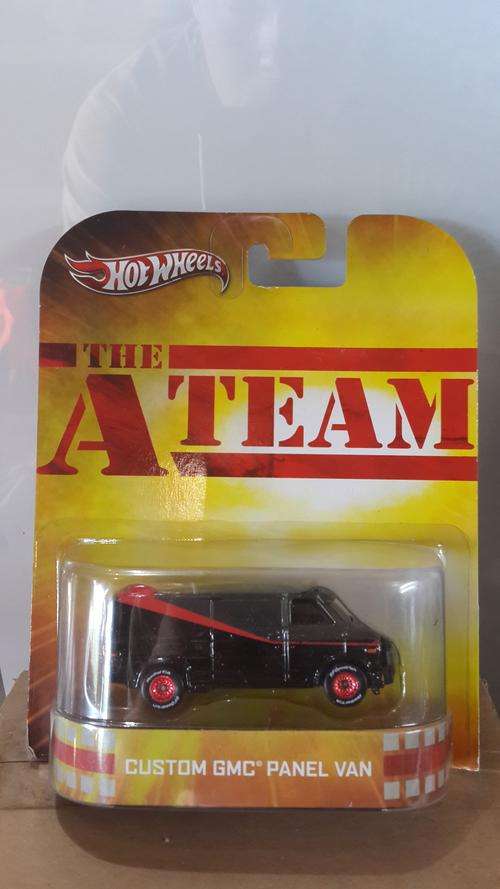 HOT WHEELS
THE
A TEAM
CUSTOM GMC® PANEL VAN